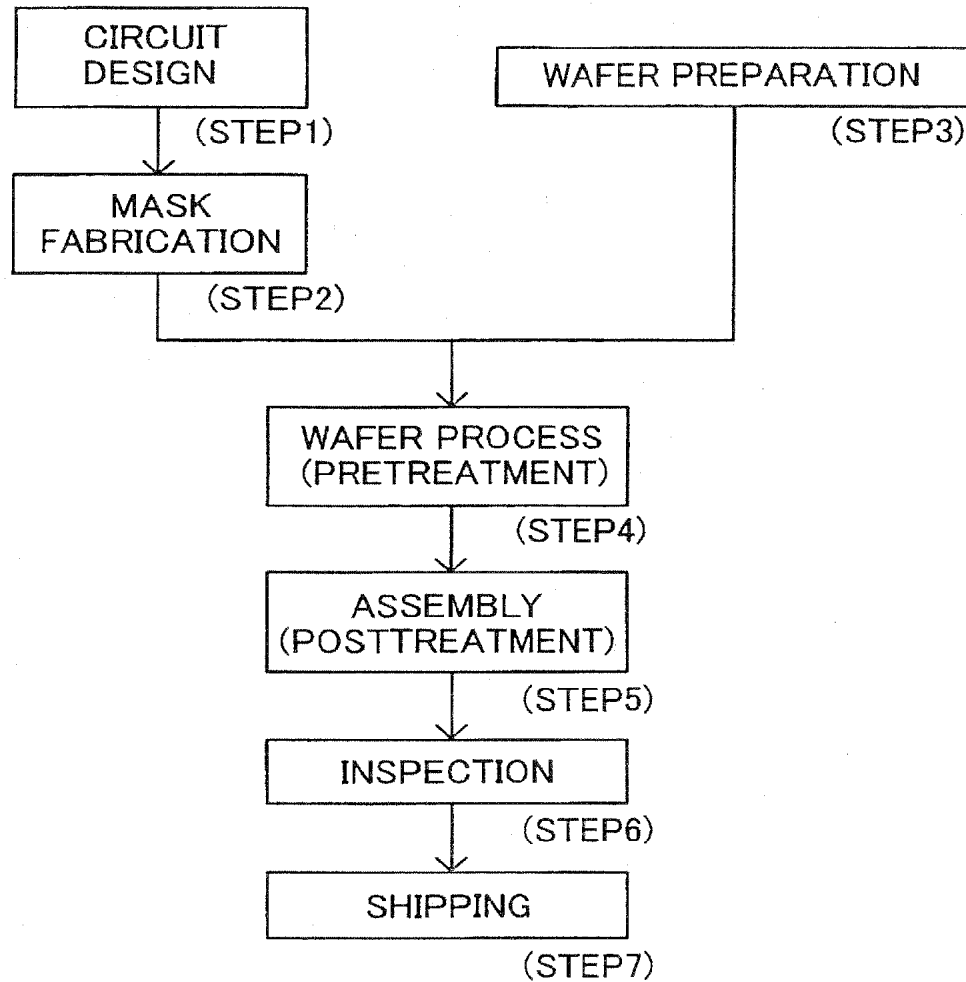 CIRCUIT
DESIGN
(STEP1)
WAFER PREPARATION
(STEP3)
MASK
FABRICATION
(STEP2)
WAFER PROCESS
(PRETREATMENT)
(STEP4)
ASSEMBLY
(POSTTREATMENT)
(STEP5)
INSPECTION
(STEP6)
SHIPPING
(STEP7)